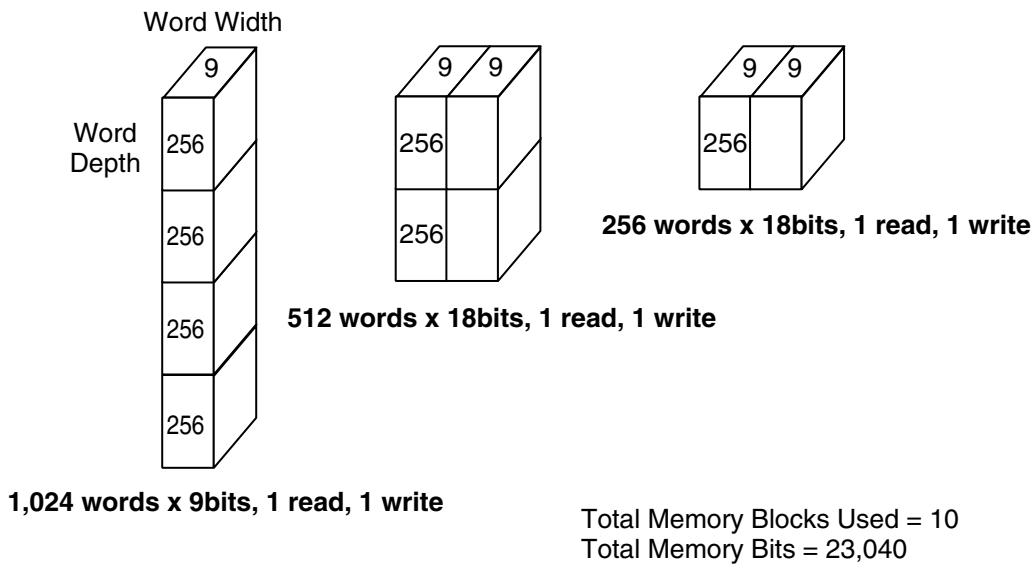 Word Width
9
Word
Depth
256
256
256
256
1,024 words x 9bits, 1 read, 1 write
9 9
256
256
512 words x 18bits, 1 read, 1 write
9 9
256
256 words x 18bits, 1 read, 1 write
Total Memory Blocks Used = 10
Total Memory Bits = 23,040